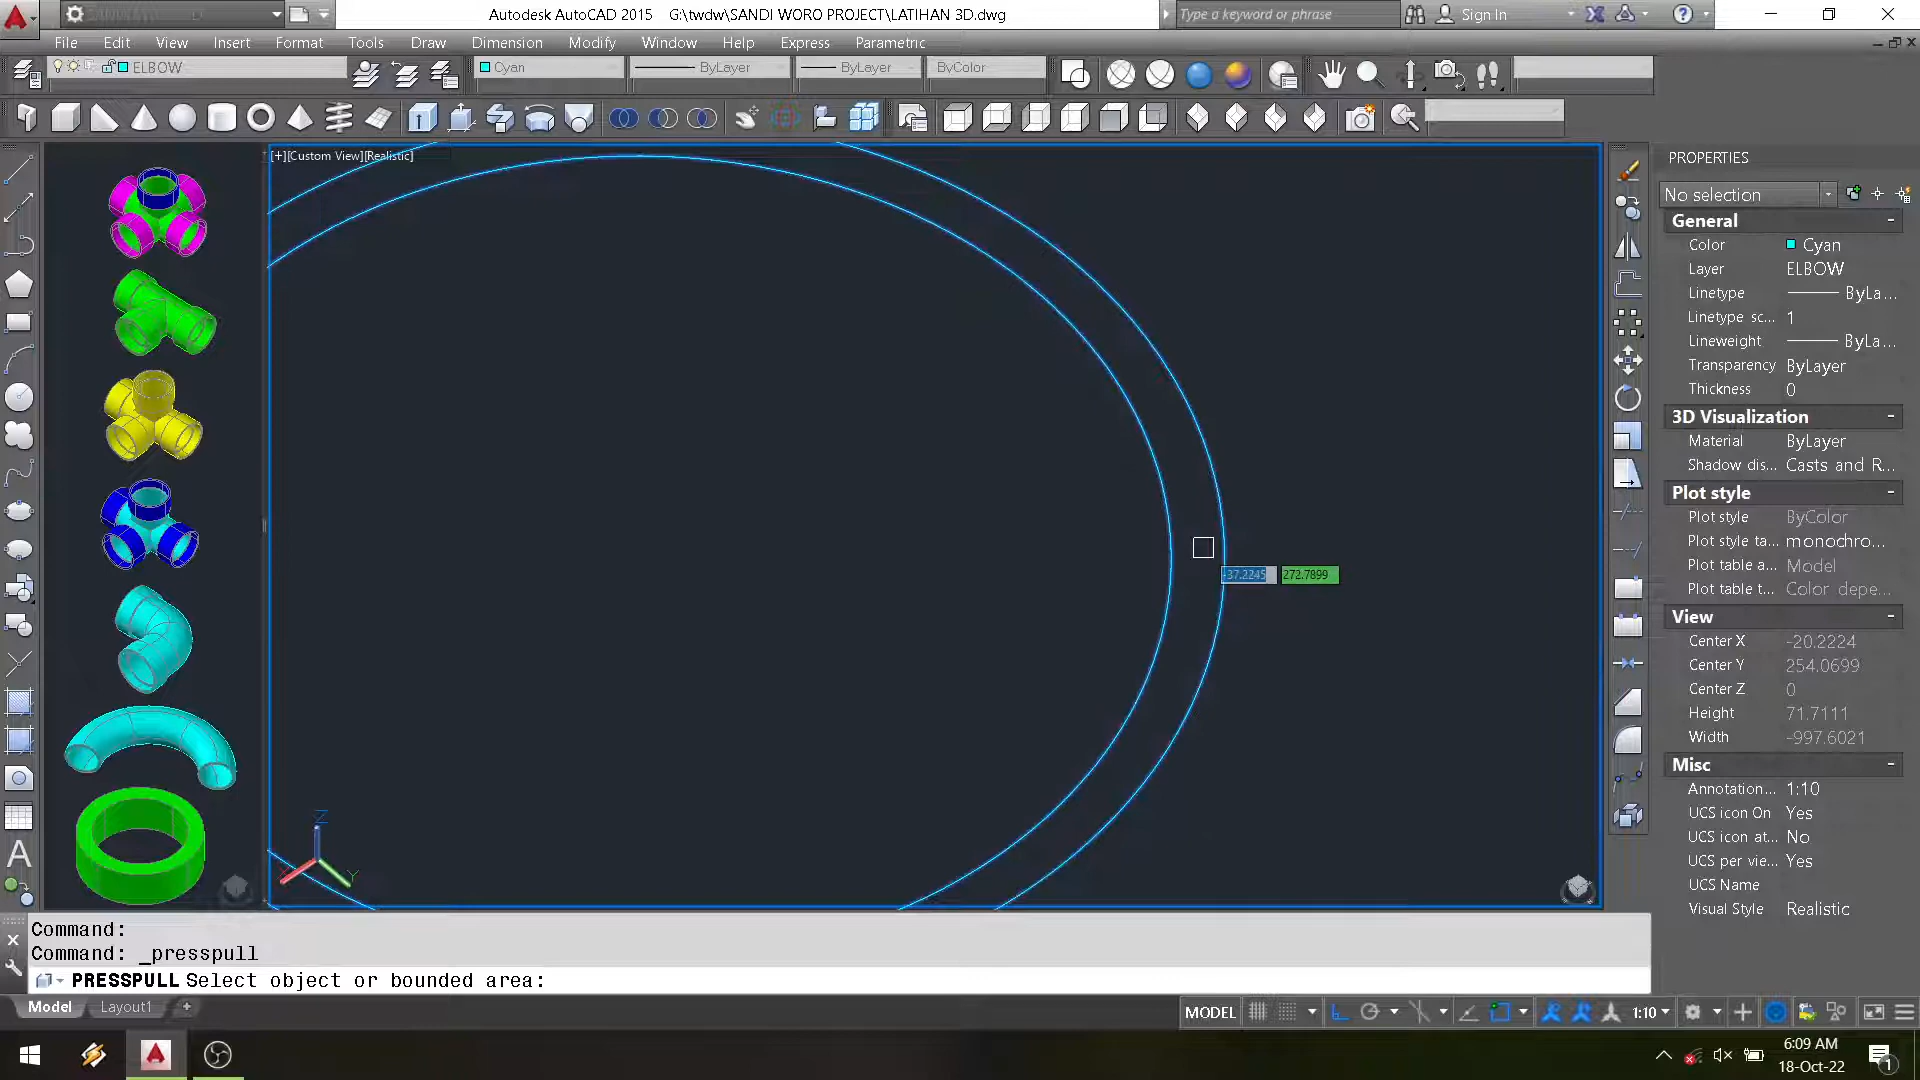 Autodesk AutoCAD 2015    G:\twdw\SANDI WORO PROJECT\LATIHAN 3D.dwg
Type a keyword or phrase
Sign In
File Edit View Insert Format Tools Draw Dimension Modify Window Help Express Parametric
ELBOW
Cyan
ByLayer
ByLayer
ByColor
[+][Custom View][Realistic]
-37.2245
272.7899
Z
X
Y
PROPERTIES
No selection
General
Color Cyan
Layer ELBOW
Linetype ByLa...
Linetype sc... 1
Lineweight ByLa...
Transparency ByLayer
Thickness 0
3D Visualization
Material ByLayer
Shadow dis... Casts and R...
Plot style
Plot style ByColor
Plot style ta... monochro...
Plot table a... Model
Plot table t... Color depe...
View
Center X -20.2224
Center Y 254.0699
Center Z 0
Height 71.7111
Width -997.6021
Misc
Annotation... 1:10
UCS icon On Yes
UCS icon at... No
UCS per vie... Yes
UCS Name
Visual Style Realistic
Command:
Command: _presspull
PRESSPULL Select object or bounded area:
Model Layout1 +
MODEL
1:10
6:09 AM
18-Oct-22
1